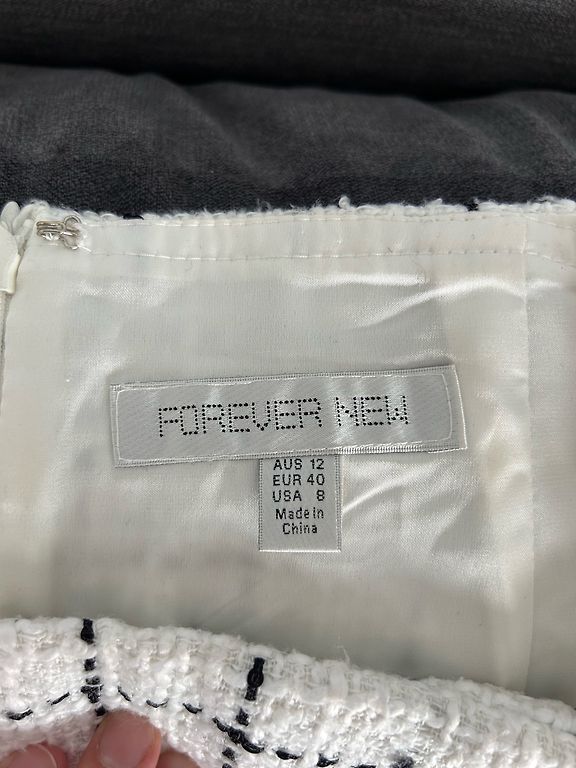 FOREVER NEW
AUS 12
EUR 40
USA 8
Made in
China